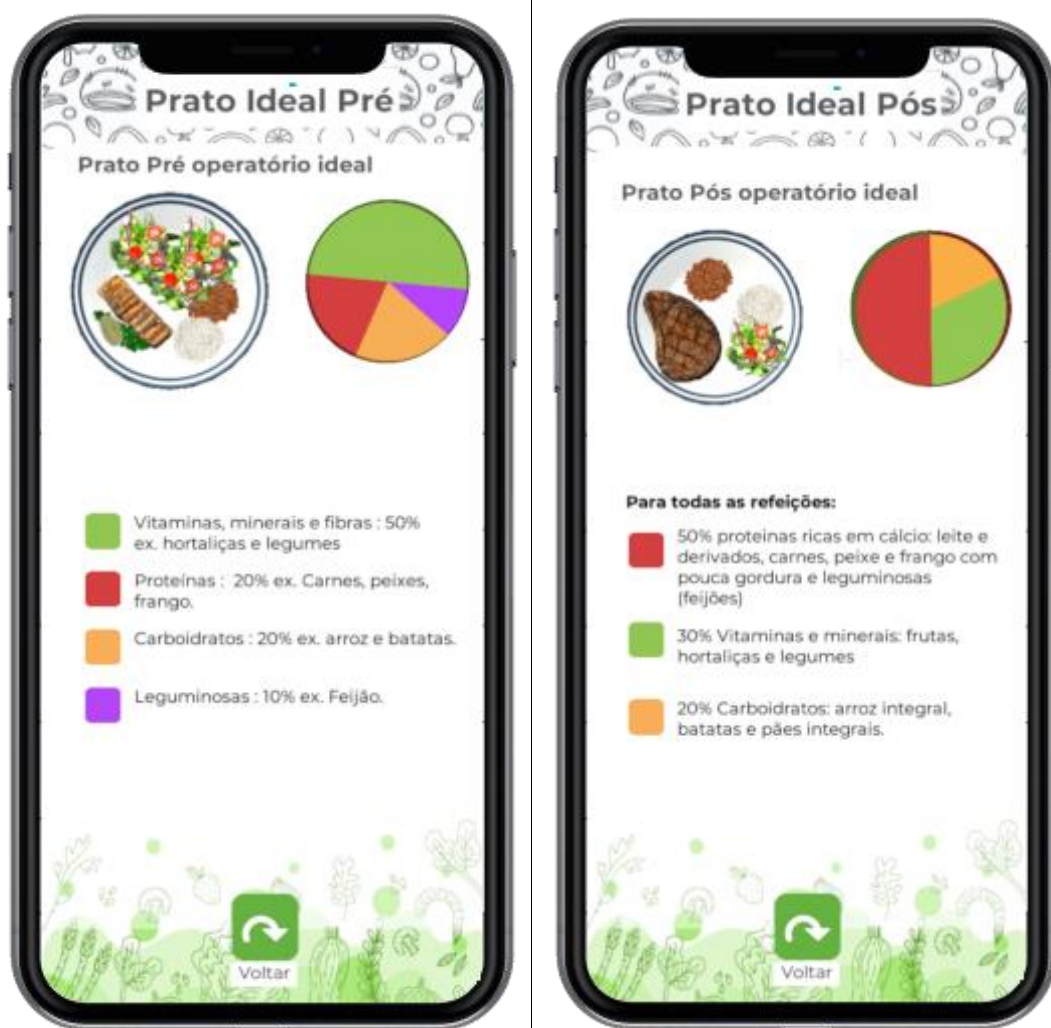 Prato Ideal Pré
Prato Pré operatório ideal
Vitaminas, minerais e fibras : 50%
ex. hortaliças e legumes
Proteínas : 20% ex. Carnes, peixes,
frango.
Carboidratos : 20% ex. arroz e batatas.
Leguminosas : 10% ex. Feijão.
Voltar
Prato Ideal Pós
Prato Pós operatório ideal
Para todas as refeições:
50% proteinas ricas em cálcio: leite e
derivados, carnes, peixe e frango com
pouca gordura e leguminosas
(feijões)
30% Vitaminas e minerais: frutas,
hortaliças e legumes
20% Carboidratos: arroz integral,
batatas e pães integrais.
Voltar